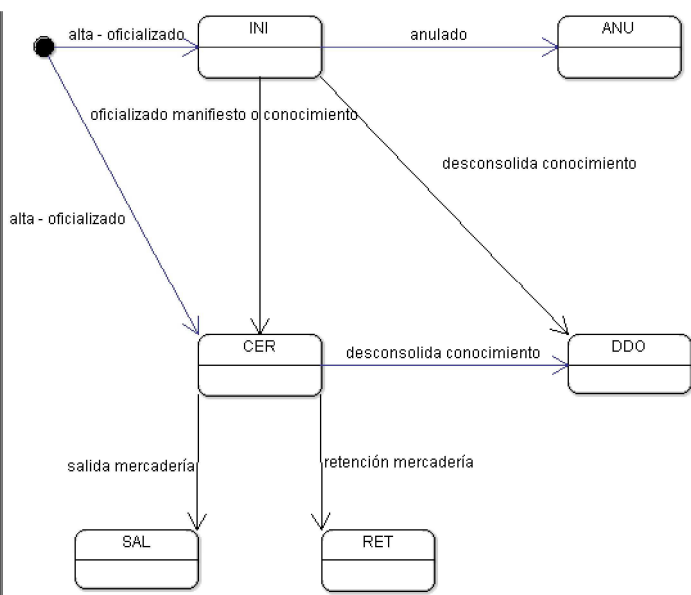 alta - oficializado
INI
anulado
ANU
oficializado manifiesto o conocimiento
desconsolida conocimiento
alta - oficializado
CER
desconsolida conocimiento
DDO
salida mercadería
retención mercadería
SAL
RET